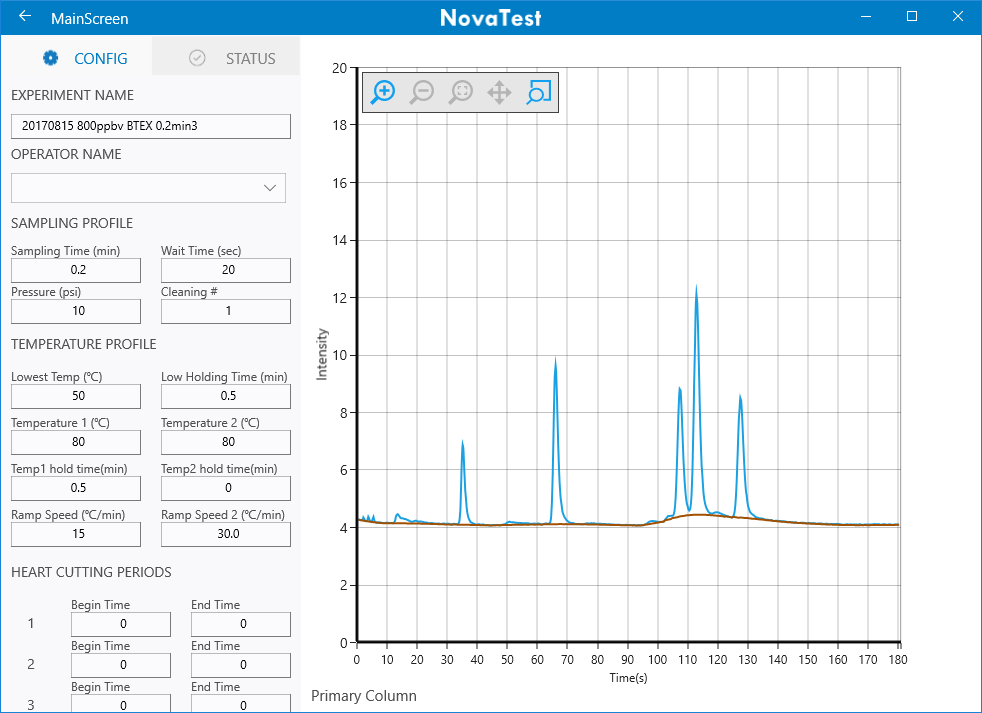 MainScreen
NovaTest
CONFIG
STATUS
EXPERIMENT NAME
20170815 800ppbv BTEX 0.2min3
OPERATOR NAME
SAMPLING PROFILE
Sampling Time (min) Wait Time (sec)
0.2 20
Pressure (psi) Cleaning #
10 1
TEMPERATURE PROFILE
Lowest Temp (℃) Low Holding Time (min)
50 0.5
Temperature 1 (℃) Temperature 2 (℃)
80 80
Temp1 hold time(min) Temp2 hold time(min)
0.5 0
Ramp Speed (℃/min) Ramp Speed 2 (℃/min)
15 30.0
HEART CUTTING PERIODS
Begin Time End Time
1 0 0
Begin Time End Time
2 0 0
Begin Time End Time
3 0 0
20
18
16
14
12
10
8
6
4
2
0
Intensity
0 10 20 30 40 50 60 70 80 90 100 110 120 130 140 150 160 170 180
Time(s)
Primary Column